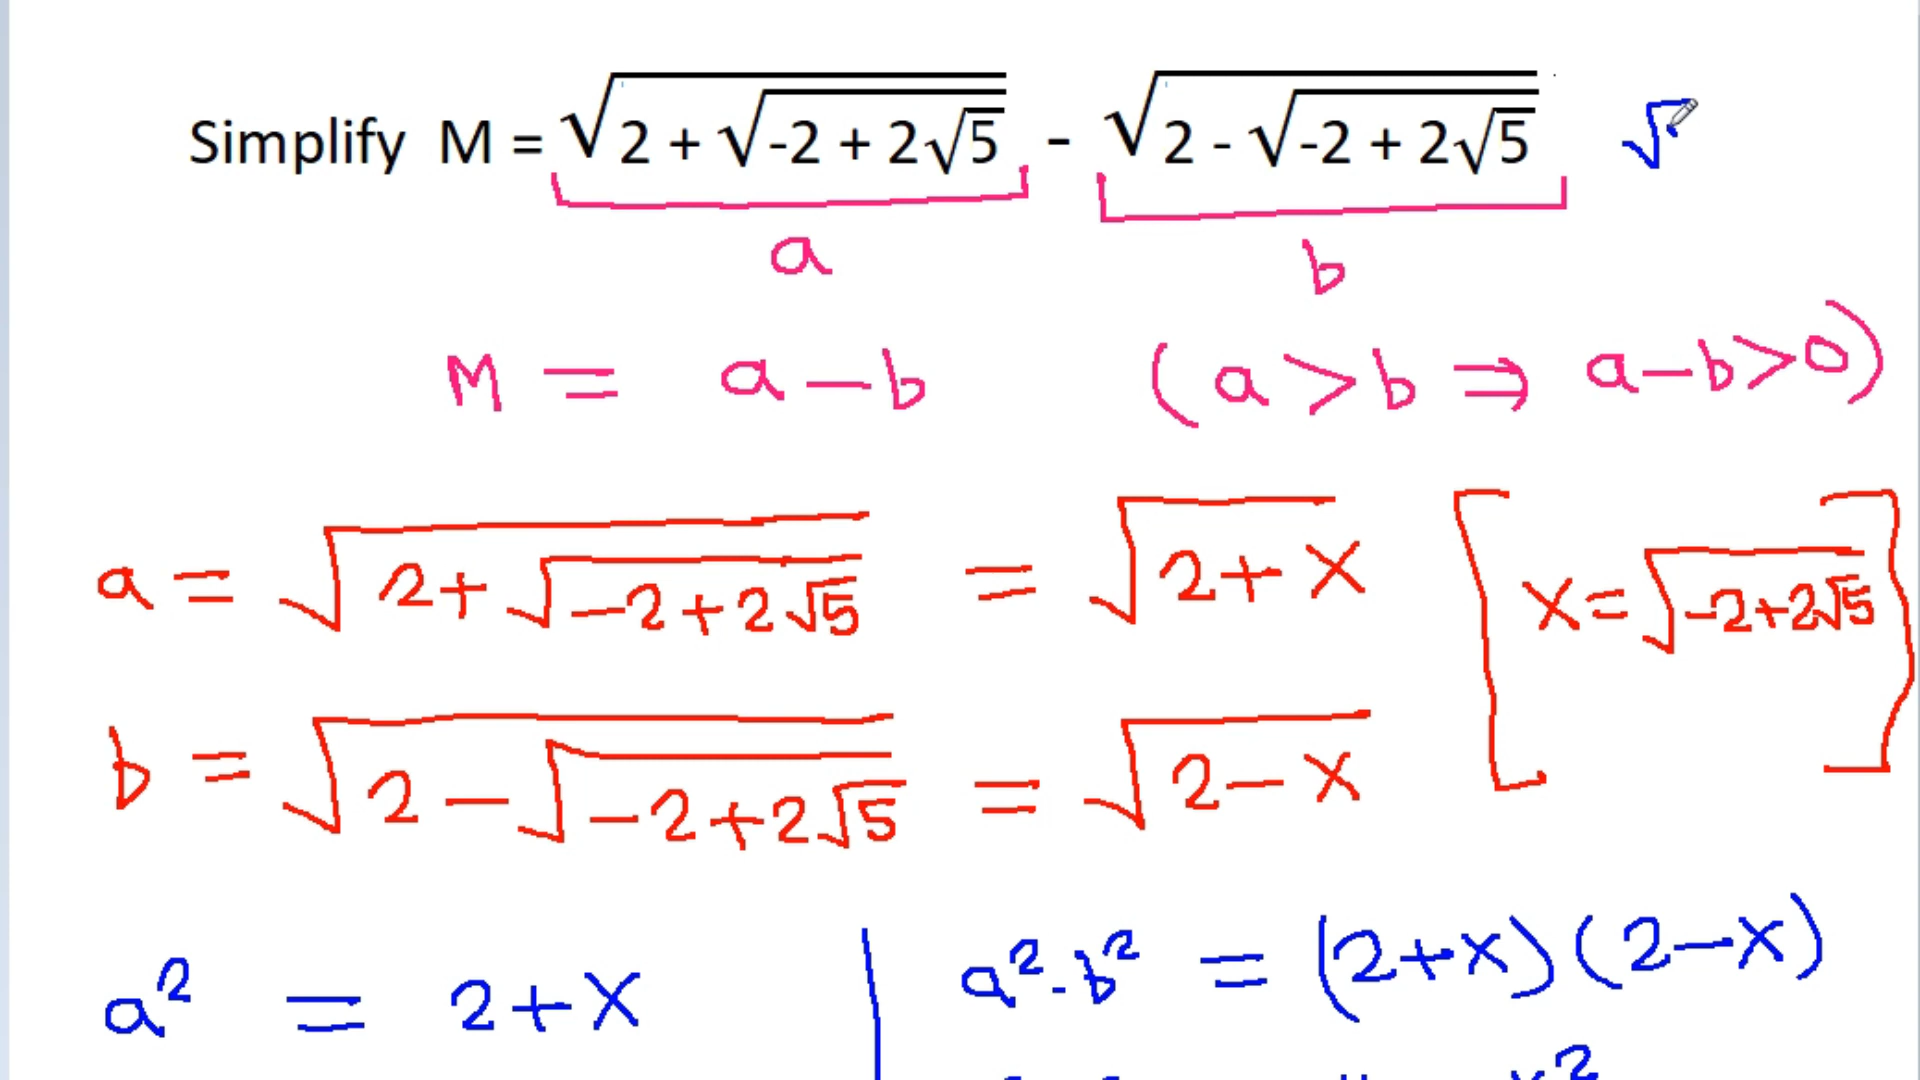 Simplify M = √(2 + √(-2 + 2√5)) - √(2 - √(-2 + 2√5)) √
a b
M = a - b (a > b ⇒ a - b > 0)
a = √(2 + √(-2 + 2√5)) = √(2 + x) [x = √(-2 + 2√5)]
b = √(2 - √(-2 + 2√5)) = √(2 - x)
a² = 2 + x | a² · b² = (2 + x)(2 - x)